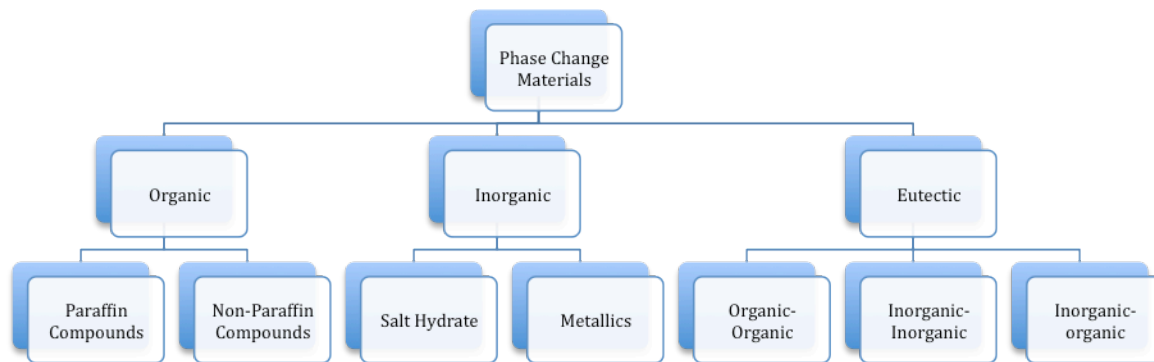 Phase Change
Materials
Organic
Inorganic
Eutectic
Paraffin
Compounds
Non-Paraffin
Compounds
Salt Hydrate
Metallics
Organic-
Organic
Inorganic-
Inorganic
Inorganic-
organic